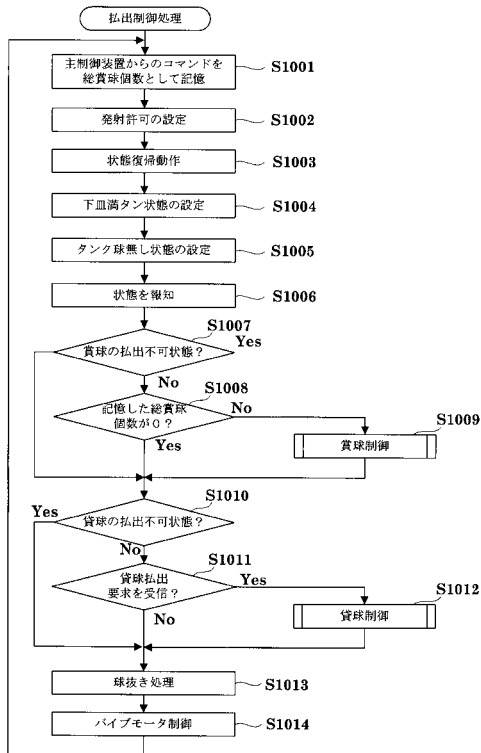 払出制御処理
主制御装置からのコマンドを
総賞球個数として記憶
S1001
発射許可の設定
S1002
状態復帰動作
S1003
下皿満タン状態の設定
S1004
タンク球無し状態の設定
S1005
状態を報知
S1006
S1007
賞球の払出不可状態?
Yes
No
S1008
記憶した総賞球
個数が0?
No
Yes
S1009
賞球制御
S1010
Yes
貸球の払出不可状態?
No
S1011
貸球払出
要求を受信?
Yes
No
S1012
貸球制御
球抜き処理
S1013
バイブモータ制御
S1014